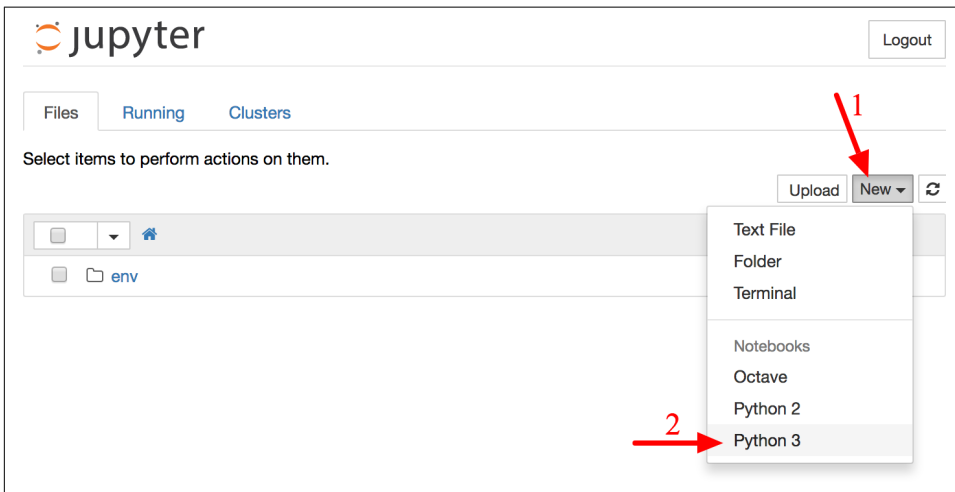 jupyter
Logout
Files Running Clusters
1
Select items to perform actions on them.
Upload New
Text File
env
Folder
Terminal
Notebooks
Octave
Python 2
2
Python 3